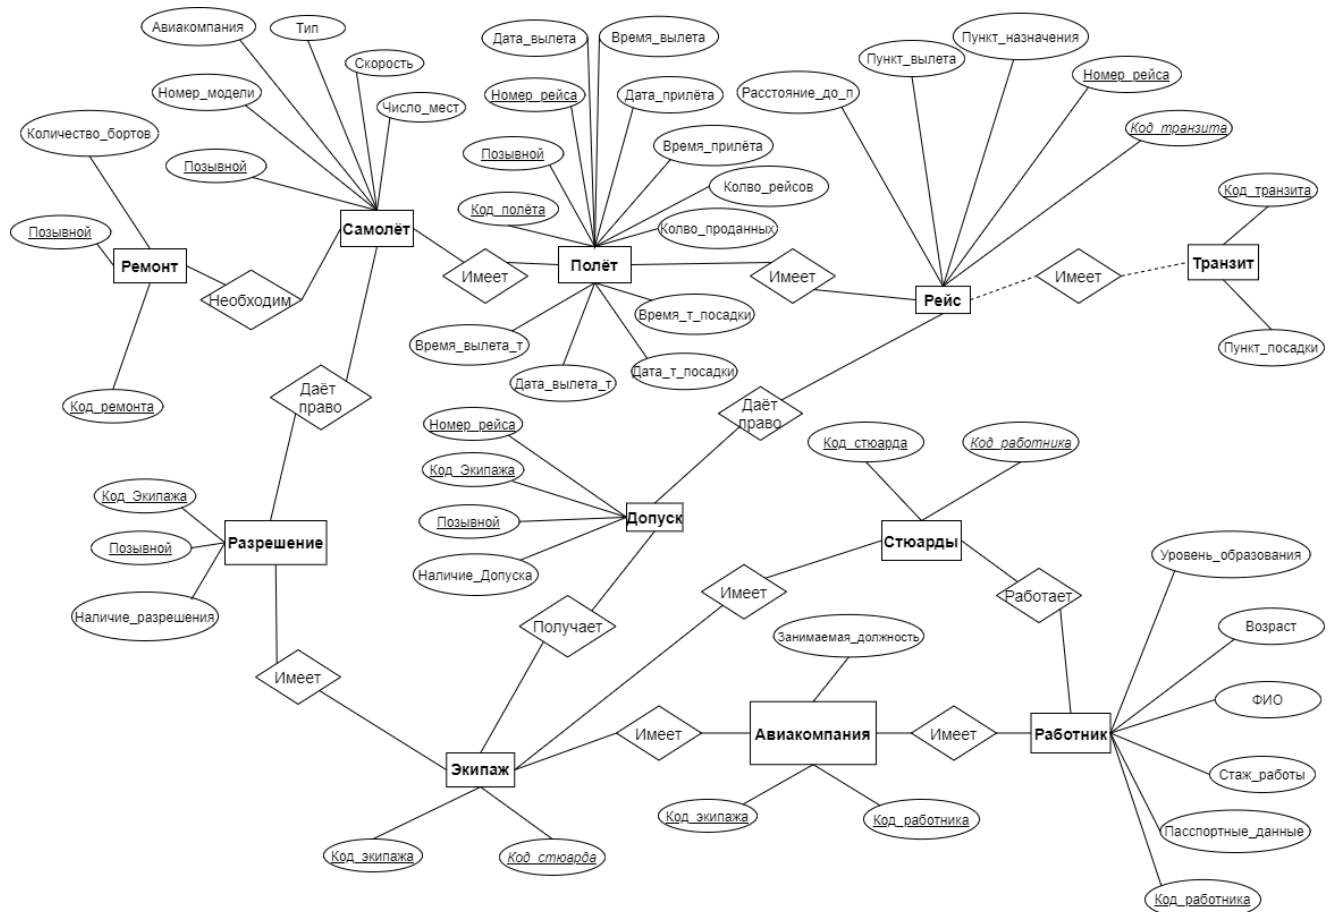 Авиакомпания
Тип
Скорость
Номер_модели
Число_мест
Количество_бортов
Позывной
Позывной
Ремонт
Самолёт
Необходим
Код_ремонта
Дата_вылета
Время_вылета
Номер_рейса
Дата_прилёта
Позывной
Время_прилёта
Колво_рейсов
Код_полёта
Колво_проданных
Имеет
Полёт
Имеет
Время_т_посадки
Время_вылета_т
Дата_т_посадки
Дата_вылета_т
Пункт_назначения
Пункт_вылета
Номер_рейса
Расстояние_до_п
Код_транзита
Код_транзита
Рейс
Имеет
Транзит
Пункт_посадки
Даёт
право
Даёт
право
Номер_рейса
Код_Экипажа
Позывной
Наличие_Допуска
Допуск
Код_стюарда
Код_работника
Стюарды
Код_Экипажа
Позывной
Наличие_разрешения
Разрешение
Уровень_образования
Имеет
Работает
Получает
Занимаемая_должность
Возраст
Имеет
ФИО
Экипаж
Имеет
Авиакомпания
Имеет
Работник
Стаж_работы
Код_экипажа
Код_работника
Пасспортные_данные
Код_экипажа
Код_стюарда
Код_работника